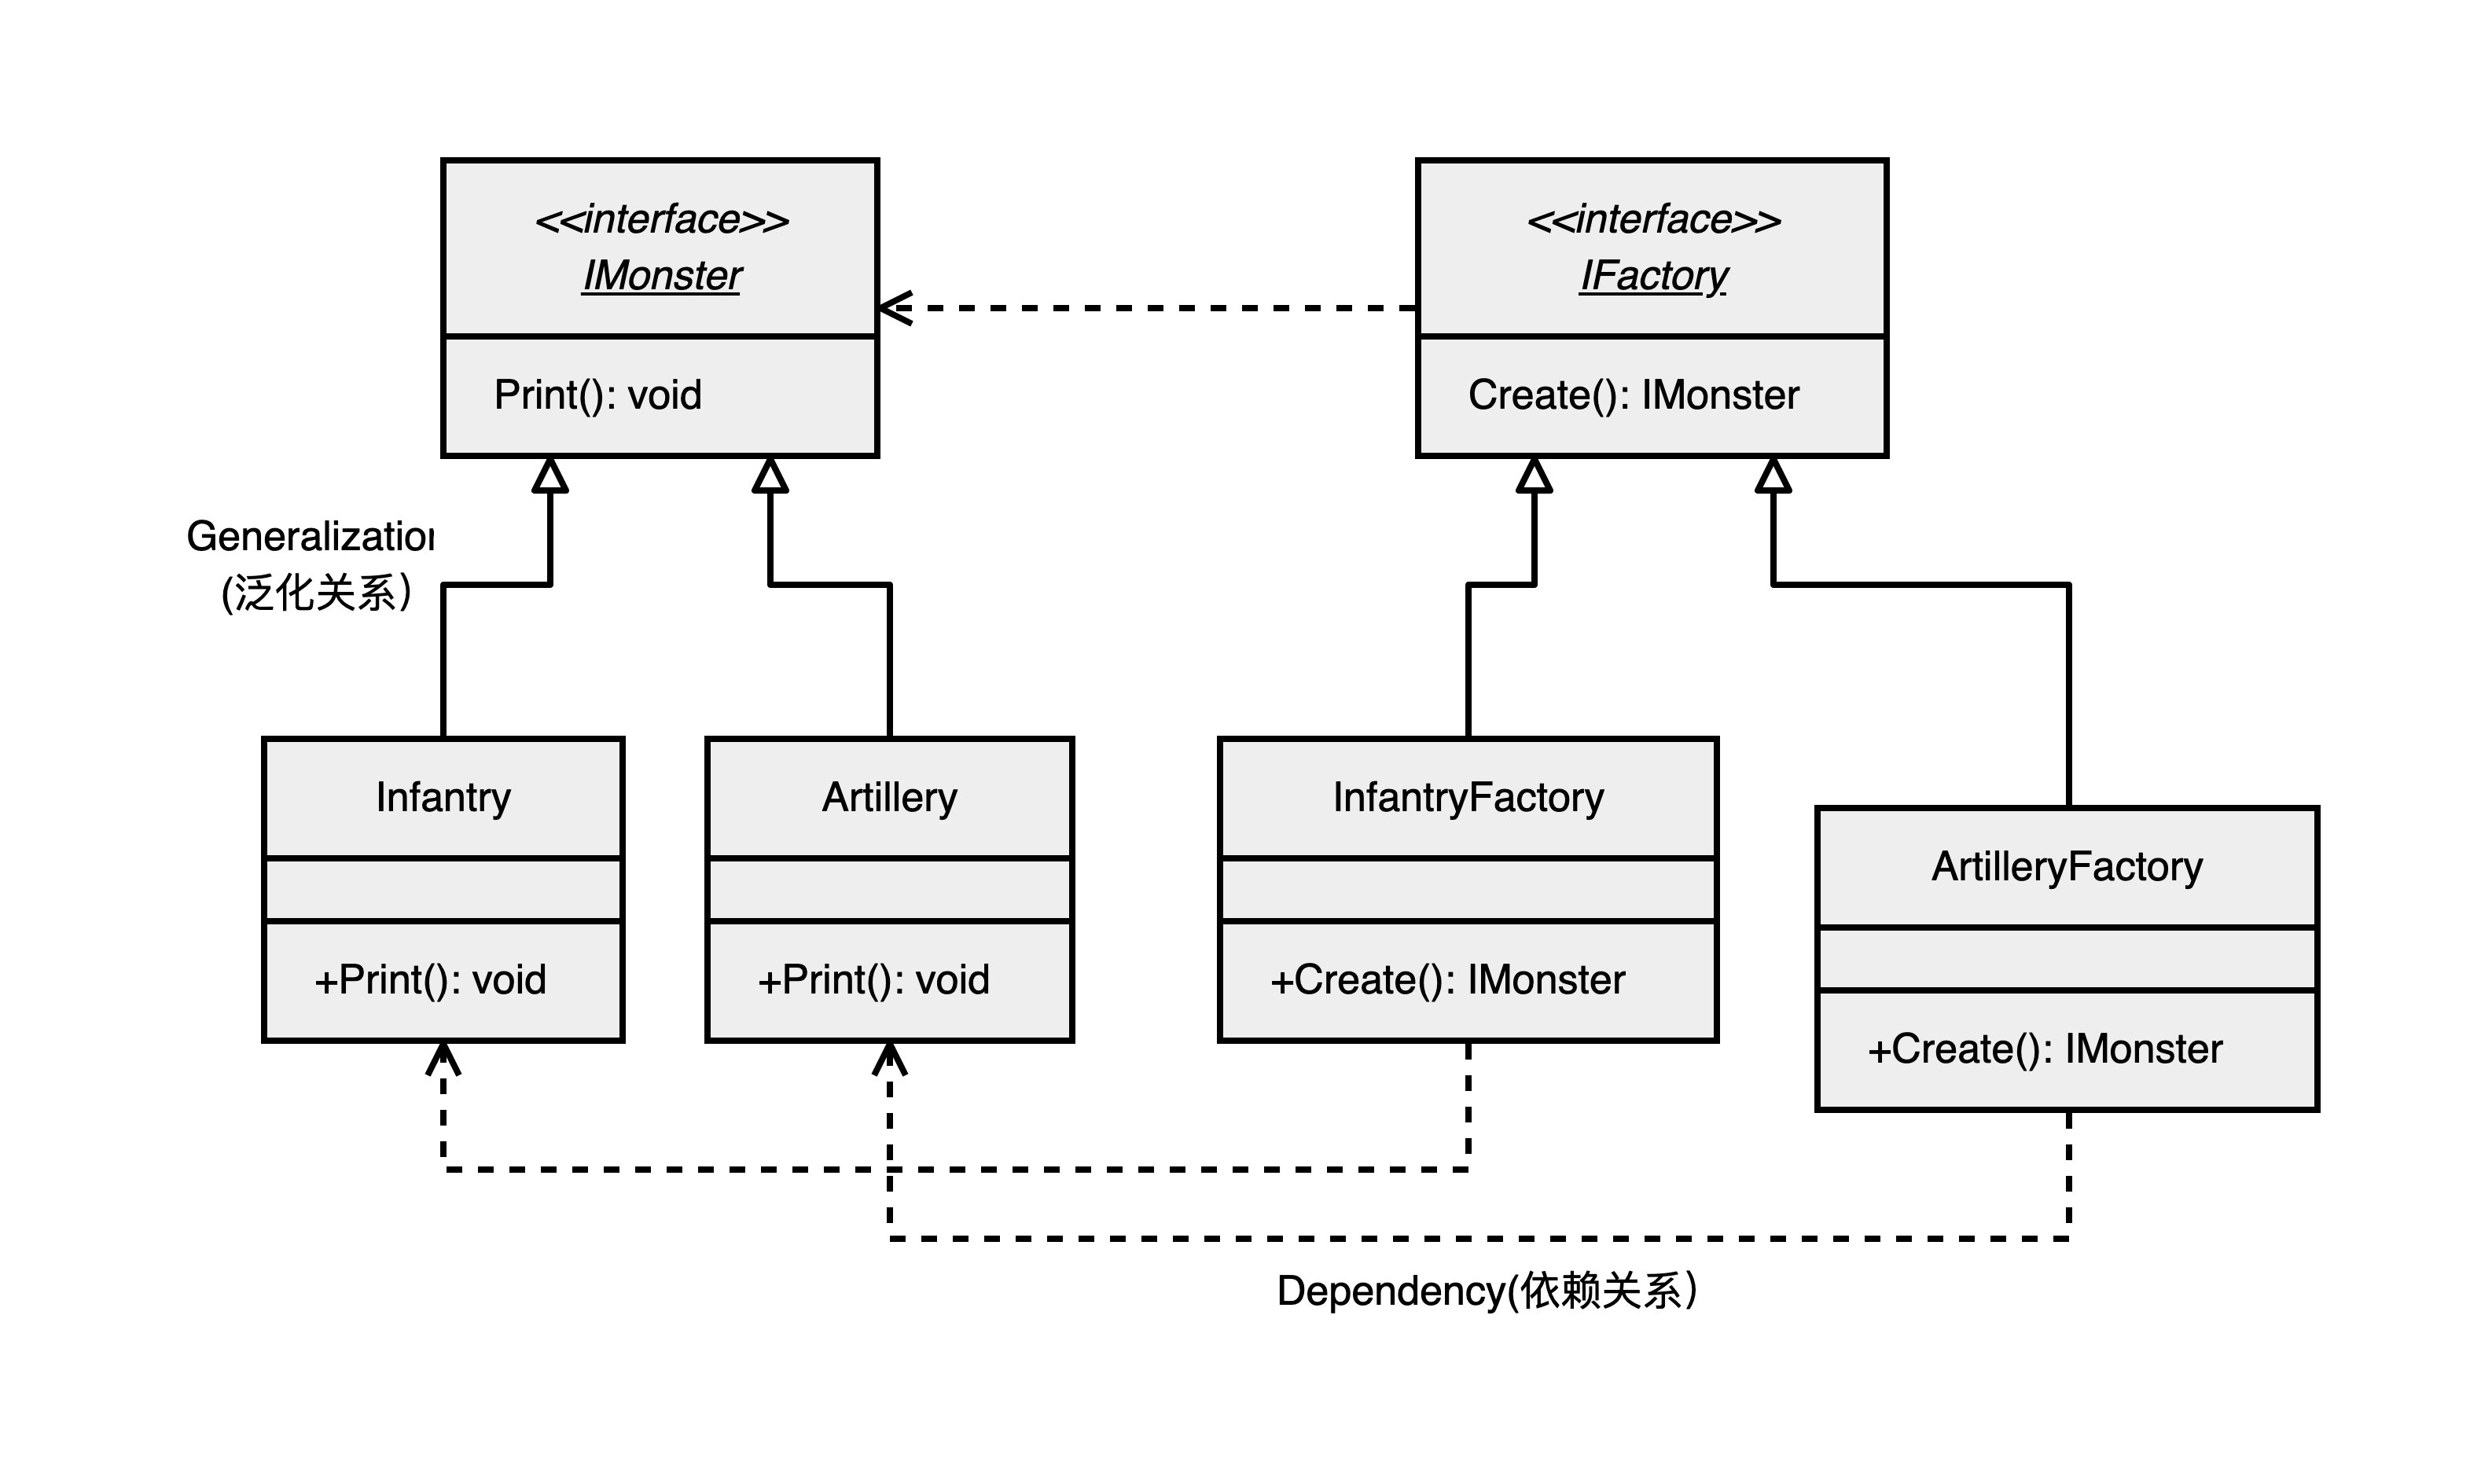 <<interface>>
IMonster
Print(): void
<<interface>>
IFactory
Create(): IMonster
Generalization
(泛化关系)
Infantry
+Print(): void
Artillery
+Print(): void
InfantryFactory
+Create(): IMonster
ArtilleryFactory
+Create(): IMonster
Dependency(依赖关系)